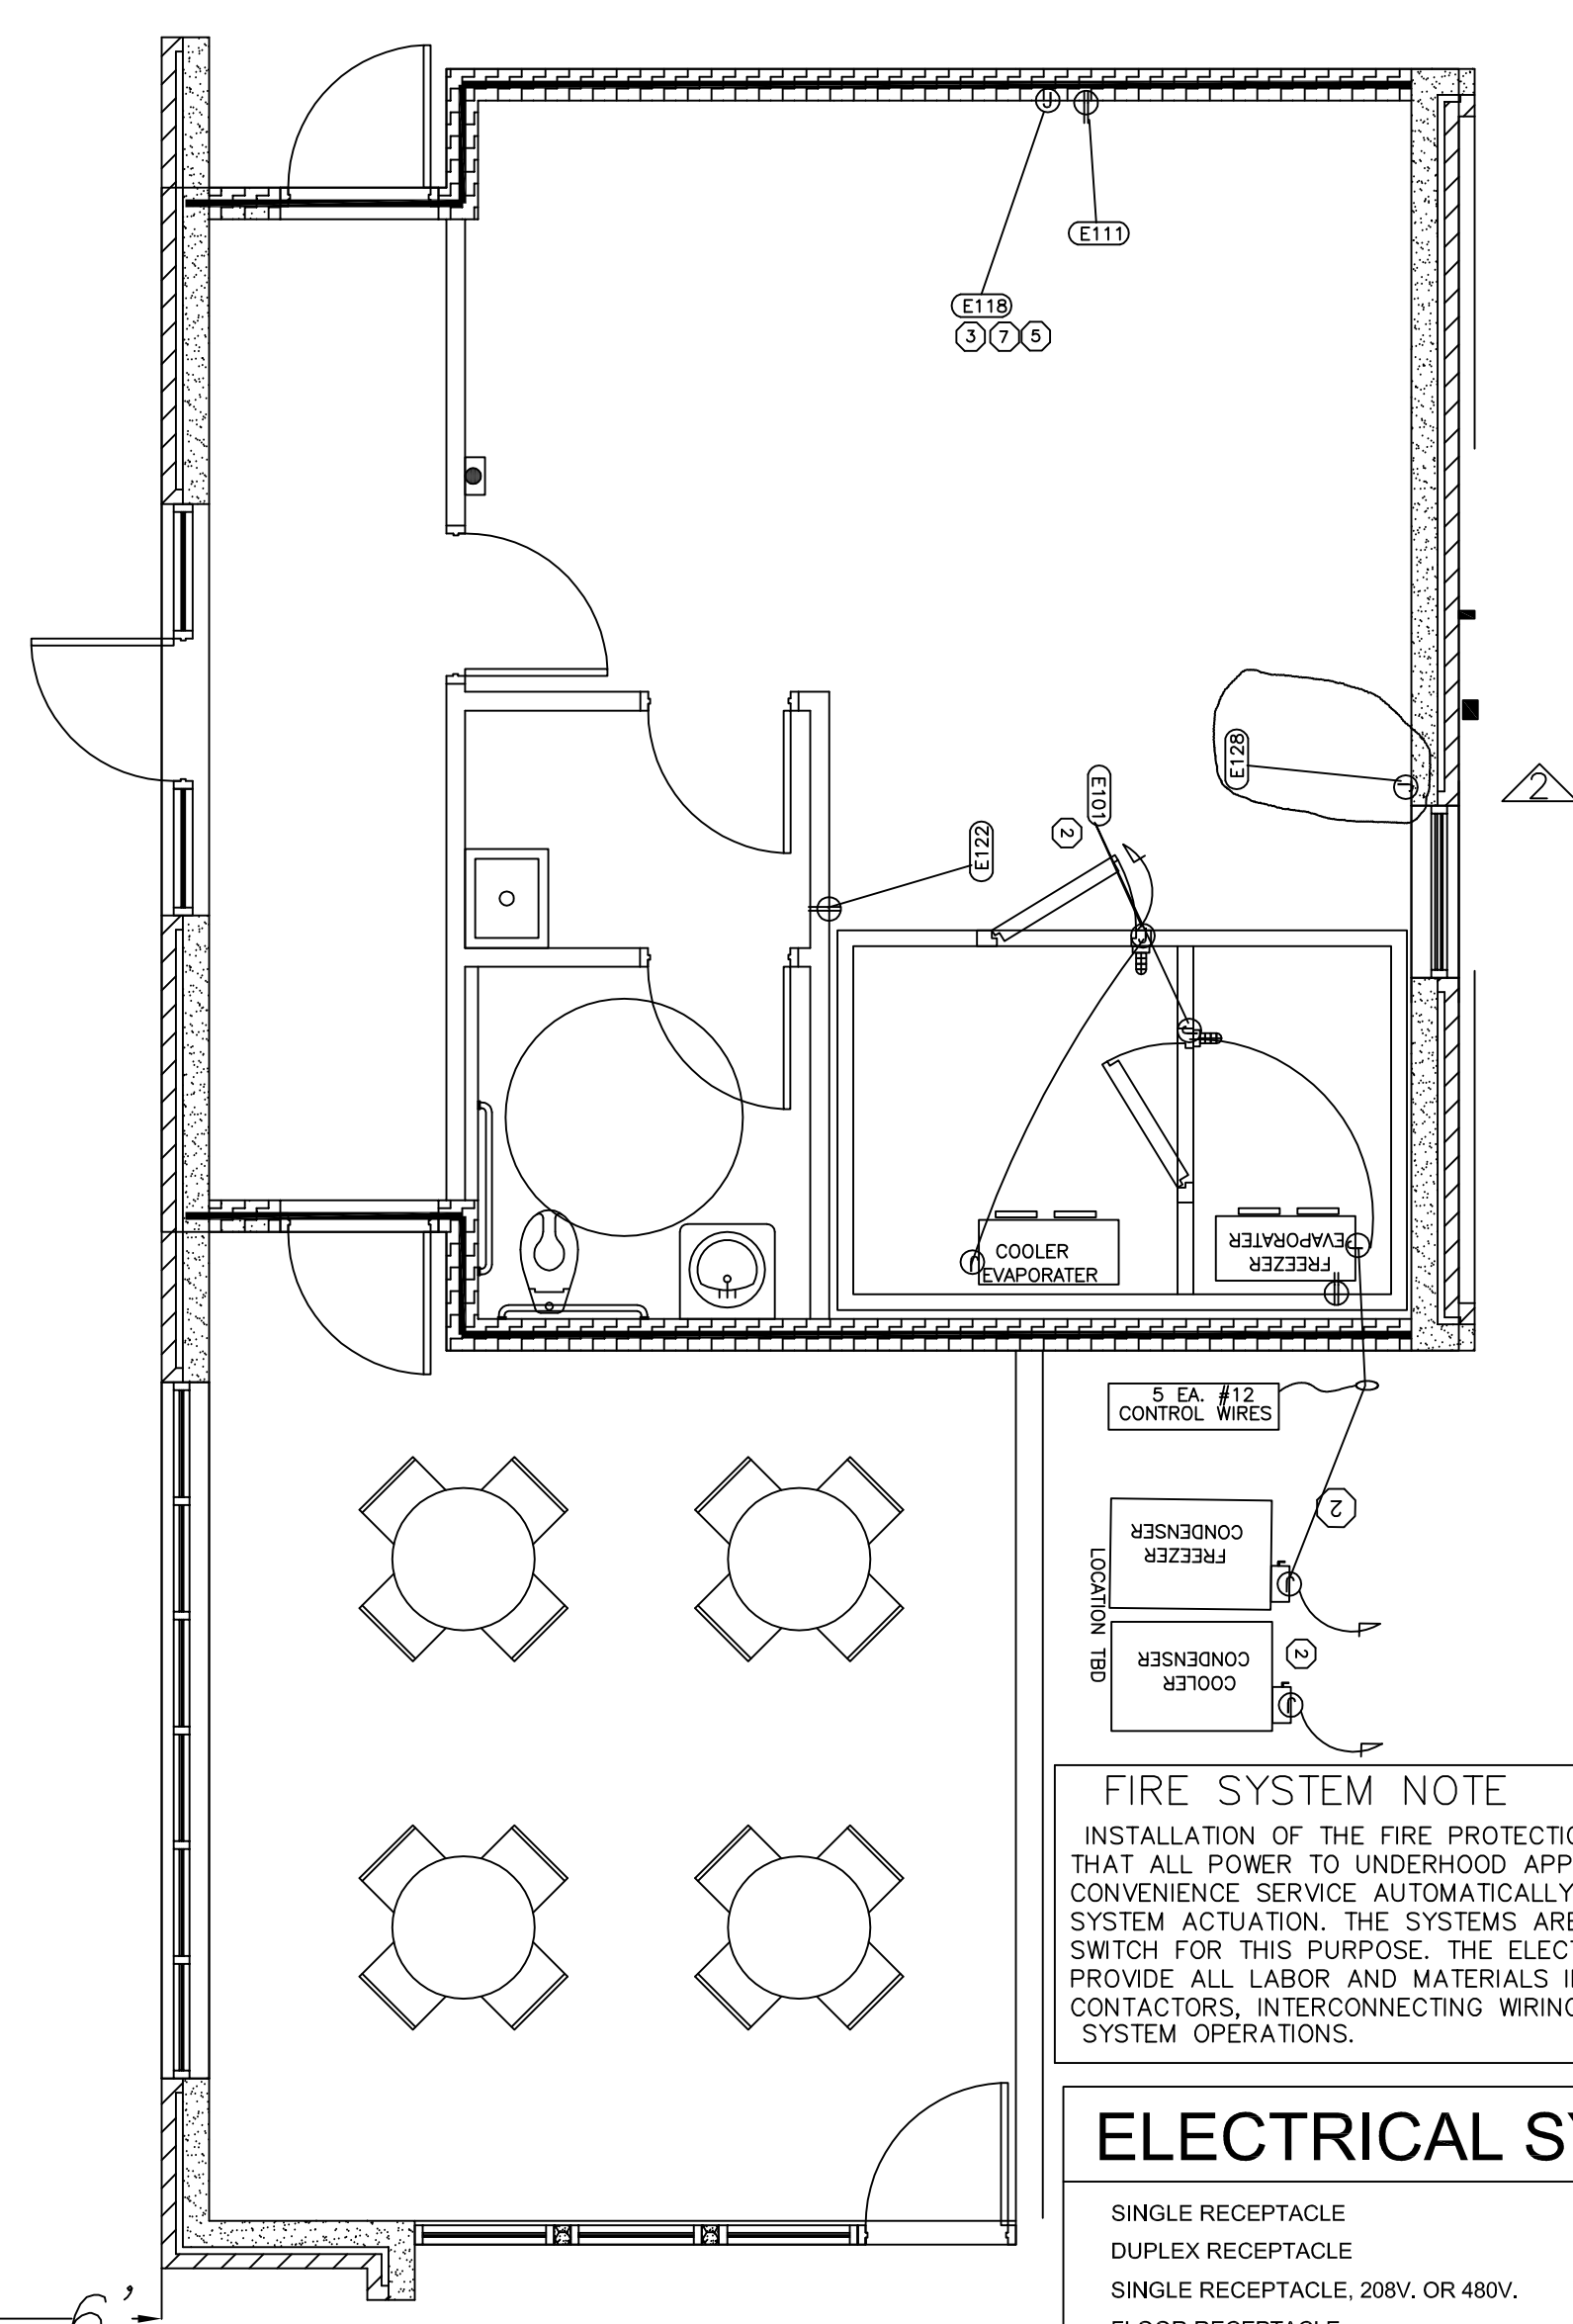 J
E111
E118
3 7 5
E128
2
E101
2
E122
COOLER
EVAPORATER
FREEZER
EVAPORATER
5 EA. #12
CONTROL WIRES
2
FREEZER
CONDENSER
LOCATION TBD
2
COOLER
CONDENSER
FIRE SYSTEM NOTE
INSTALLATION OF THE FIRE PROTECTIO
THAT ALL POWER TO UNDERHOOD APP
CONVENIENCE SERVICE AUTOMATICALLY
SYSTEM ACTUATION. THE SYSTEMS ARE
SWITCH FOR THIS PURPOSE. THE ELECT
PROVIDE ALL LABOR AND MATERIALS I
CONTACTORS, INTERCONNECTING WIRING
SYSTEM OPERATIONS.
ELECTRICAL SY
SINGLE RECEPTACLE
DUPLEX RECEPTACLE
SINGLE RECEPTACLE, 208V. OR 480V.
FLOOR RECEPTACLE
6'